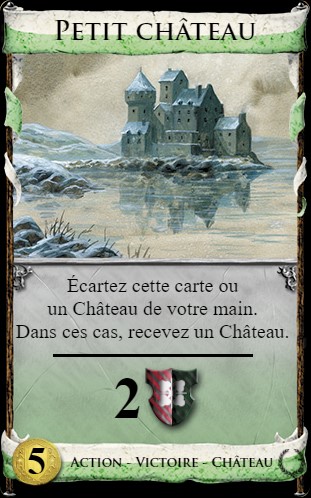 PETIT CHÂTEAU
Écartez cette carte ou
un Château de votre main.
Dans ces cas, recevez un Château.
2
5
ACTION - VICTOIRE - CHÂTEAU